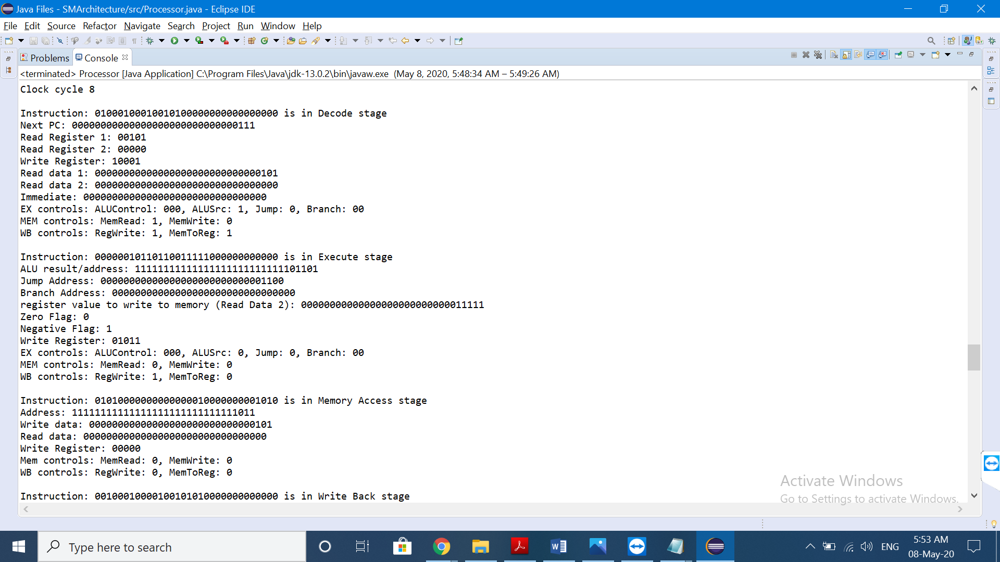 Java Files - SMArchitecture/src/Processor.java - Eclipse IDE
File Edit Source Refactor Navigate Search Project Run Window Help
Problems Console
<terminated> Processor [Java Application] C:\Program Files\Java\jdk-13.0.2\bin\javaw.exe (May 8, 2020, 5:48:34 AM – 5:49:26 AM)
Clock cycle 8
Instruction: 01000100010010100000000000000000 is in Decode stage
Next PC: 00000000000000000000000000000111
Read Register 1: 00101
Read Register 2: 00000
Write Register: 10001
Read data 1: 00000000000000000000000000000101
Read data 2: 00000000000000000000000000000000
Immediate: 00000000000000000000000000000000
EX controls: ALUControl: 000, ALUSrc: 1, Jump: 0, Branch: 00
MEM controls: MemRead: 1, MemWrite: 0
WB controls: RegWrite: 1, MemToReg: 1
Instruction: 00000010110110011111000000000000 is in Execute stage
ALU result/address: 11111111111111111111111111101101
Jump Address: 00000000000000000000000000001100
Branch Address: 00000000000000000000000000000000
register value to write to memory (Read Data 2): 00000000000000000000000000011111
Zero Flag: 0
Negative Flag: 1
Write Register: 01011
EX controls: ALUControl: 000, ALUSrc: 0, Jump: 0, Branch: 00
MEM controls: MemRead: 0, MemWrite: 0
WB controls: RegWrite: 1, MemToReg: 0
Instruction: 01010000000000000010000000001010 is in Memory Access stage
Address: 11111111111111111111111111111011
Write data: 00000000000000000000000000000101
Read data: 00000000000000000000000000000000
Write Register: 00000
Mem controls: MemRead: 0, MemWrite: 0
WB controls: RegWrite: 0, MemToReg: 0
Instruction: 00100010000100101010000000000000 is in Write Back stage
Activate Windows
Go to Settings to activate Windows.
Type here to search
ENG
5:53 AM
08-May-20